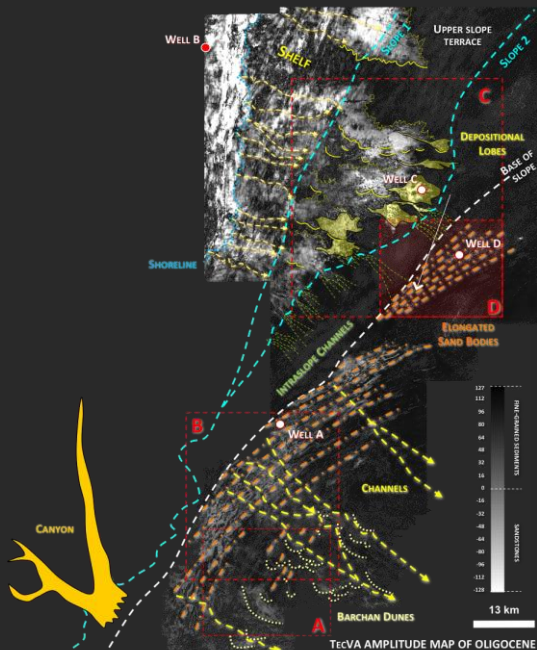 WELL B
SHELF
SLOPE 1
UPPER SLOPE
TERRACE
SLOPE 2
C
DEPOSITIONAL
LOBES
BASE OF
SLOPE
WELL C
WELL D
SHORELINE
D
ELONGATED
SAND BODIES
INTRASLOPE CHANNELS
B
WELL A
CHANNELS
CANYON
A
BARCHAN DUNES
127
112
96
80
64
48
32
16
0
-16
-32
-48
-64
-80
-96
-112
-128
FINE-GRAINED SEDIMENTS
SANDSTONES
13 km
TECVA AMPLITUDE MAP OF OLIGOCENE